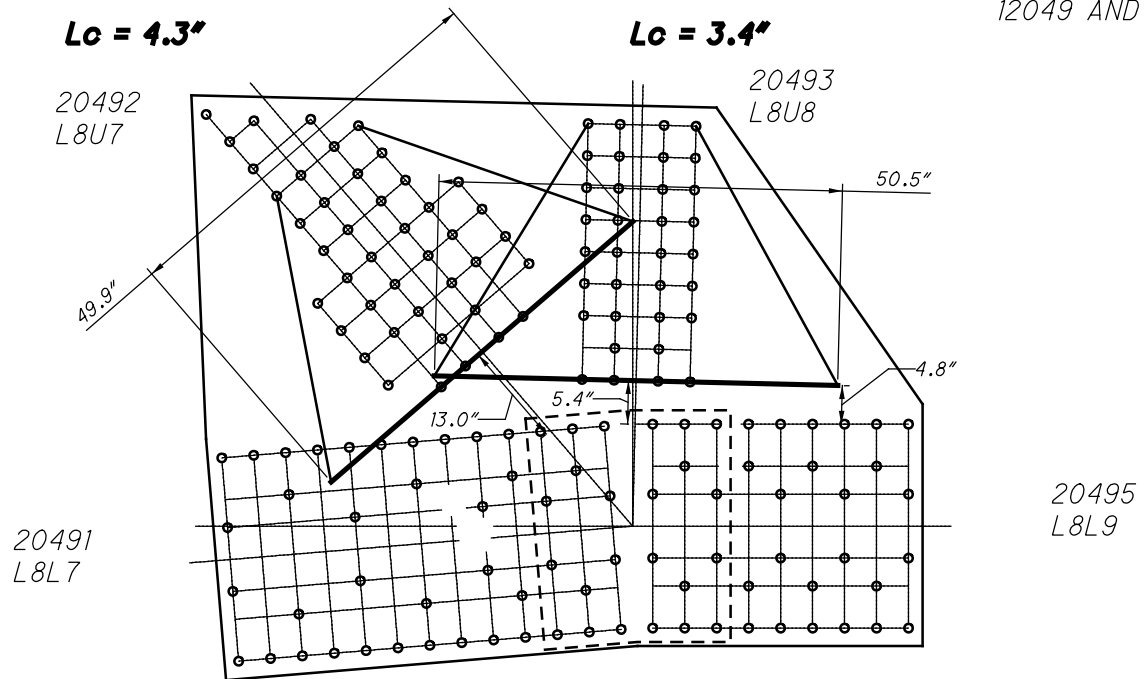 12049 AND
Lc = 4.3"
Lc = 3.4"
20492
L8U7
20493
L8U8
50.5"
49.9"
4.8"
5.4"
13.0"
20491
L8L7
20495
L8L9